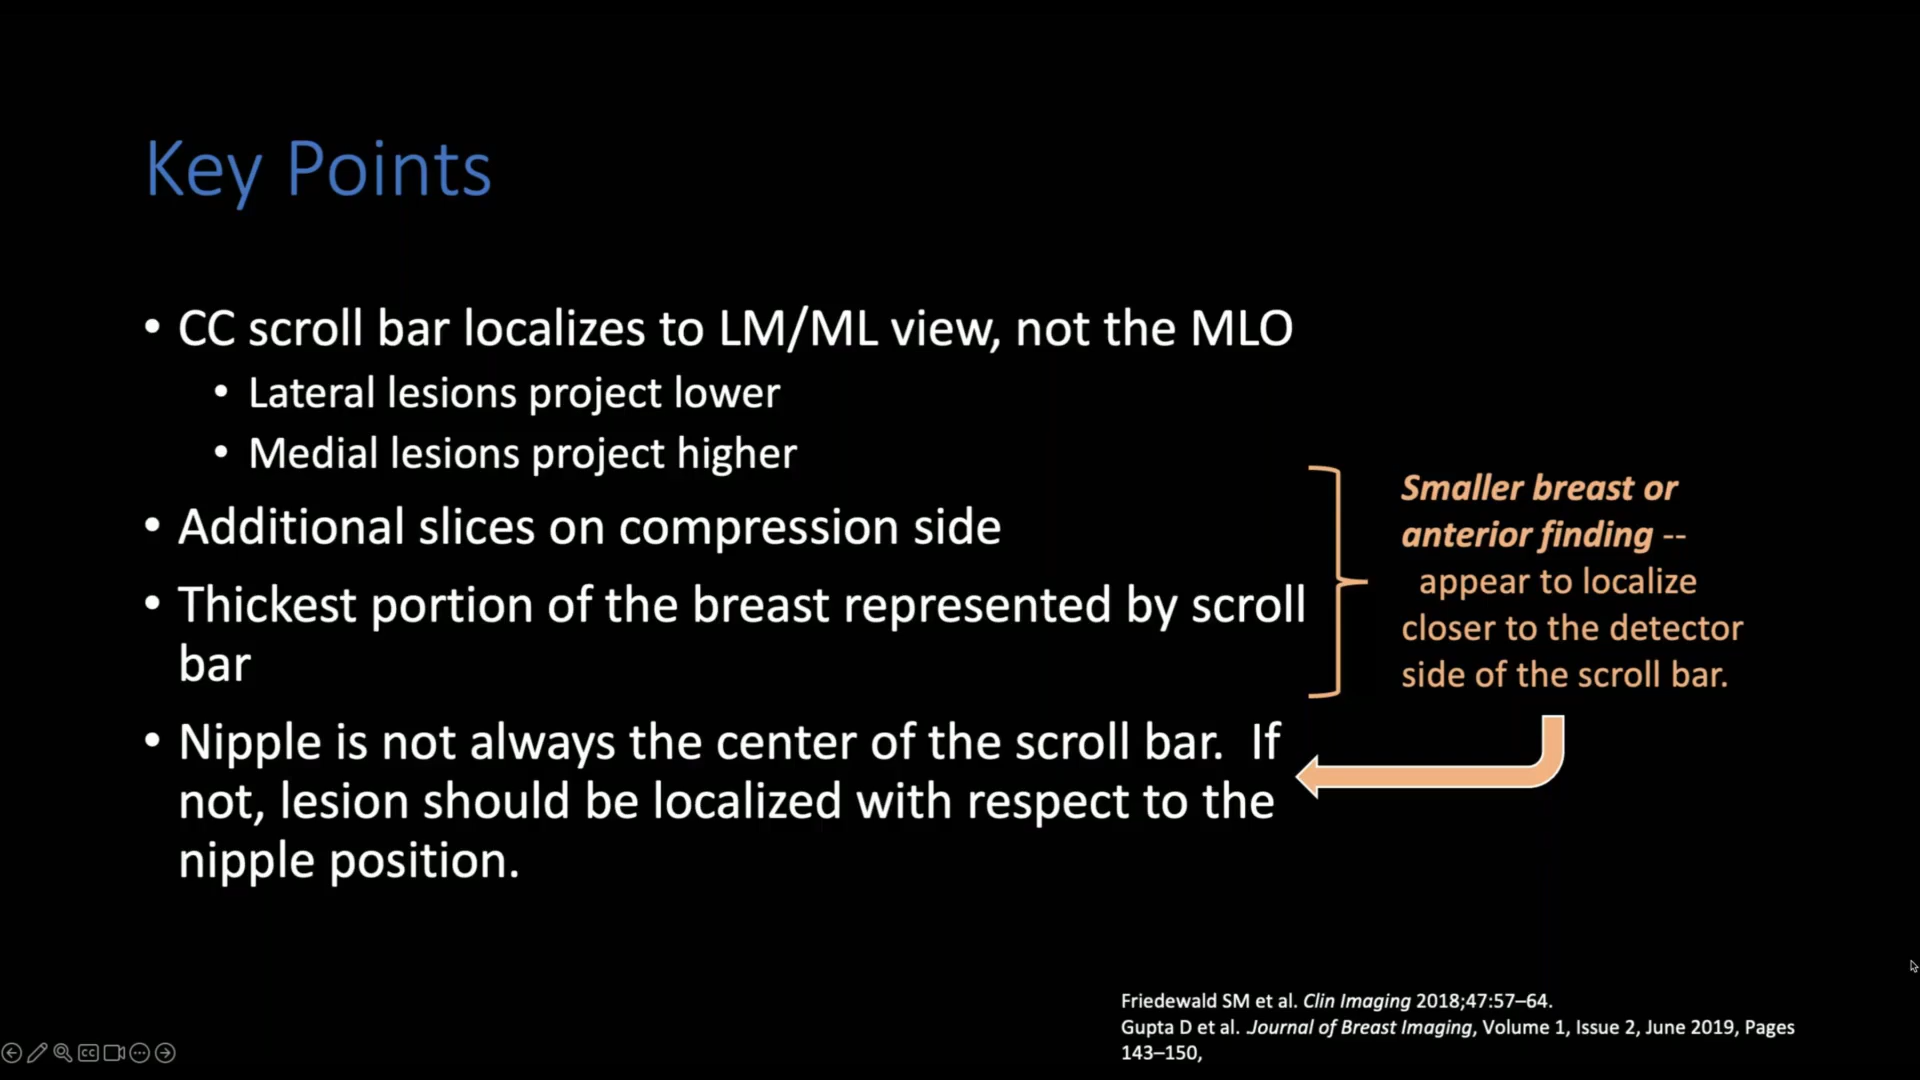 Key Points
• CC scroll bar localizes to LM/ML view, not the MLO
• Lateral lesions project lower
• Medial lesions project higher
• Additional slices on compression side
• Thickest portion of the breast represented by scroll
bar
• Nipple is not always the center of the scroll bar.  If
not, lesion should be localized with respect to the
nipple position.
Smaller breast or
anterior finding --
appear to localize
closer to the detector
side of the scroll bar.
Friedewald SM et al. Clin Imaging 2018;47:57–64.
Gupta D et al. Journal of Breast Imaging, Volume 1, Issue 2, June 2019, Pages
143–150,
CC